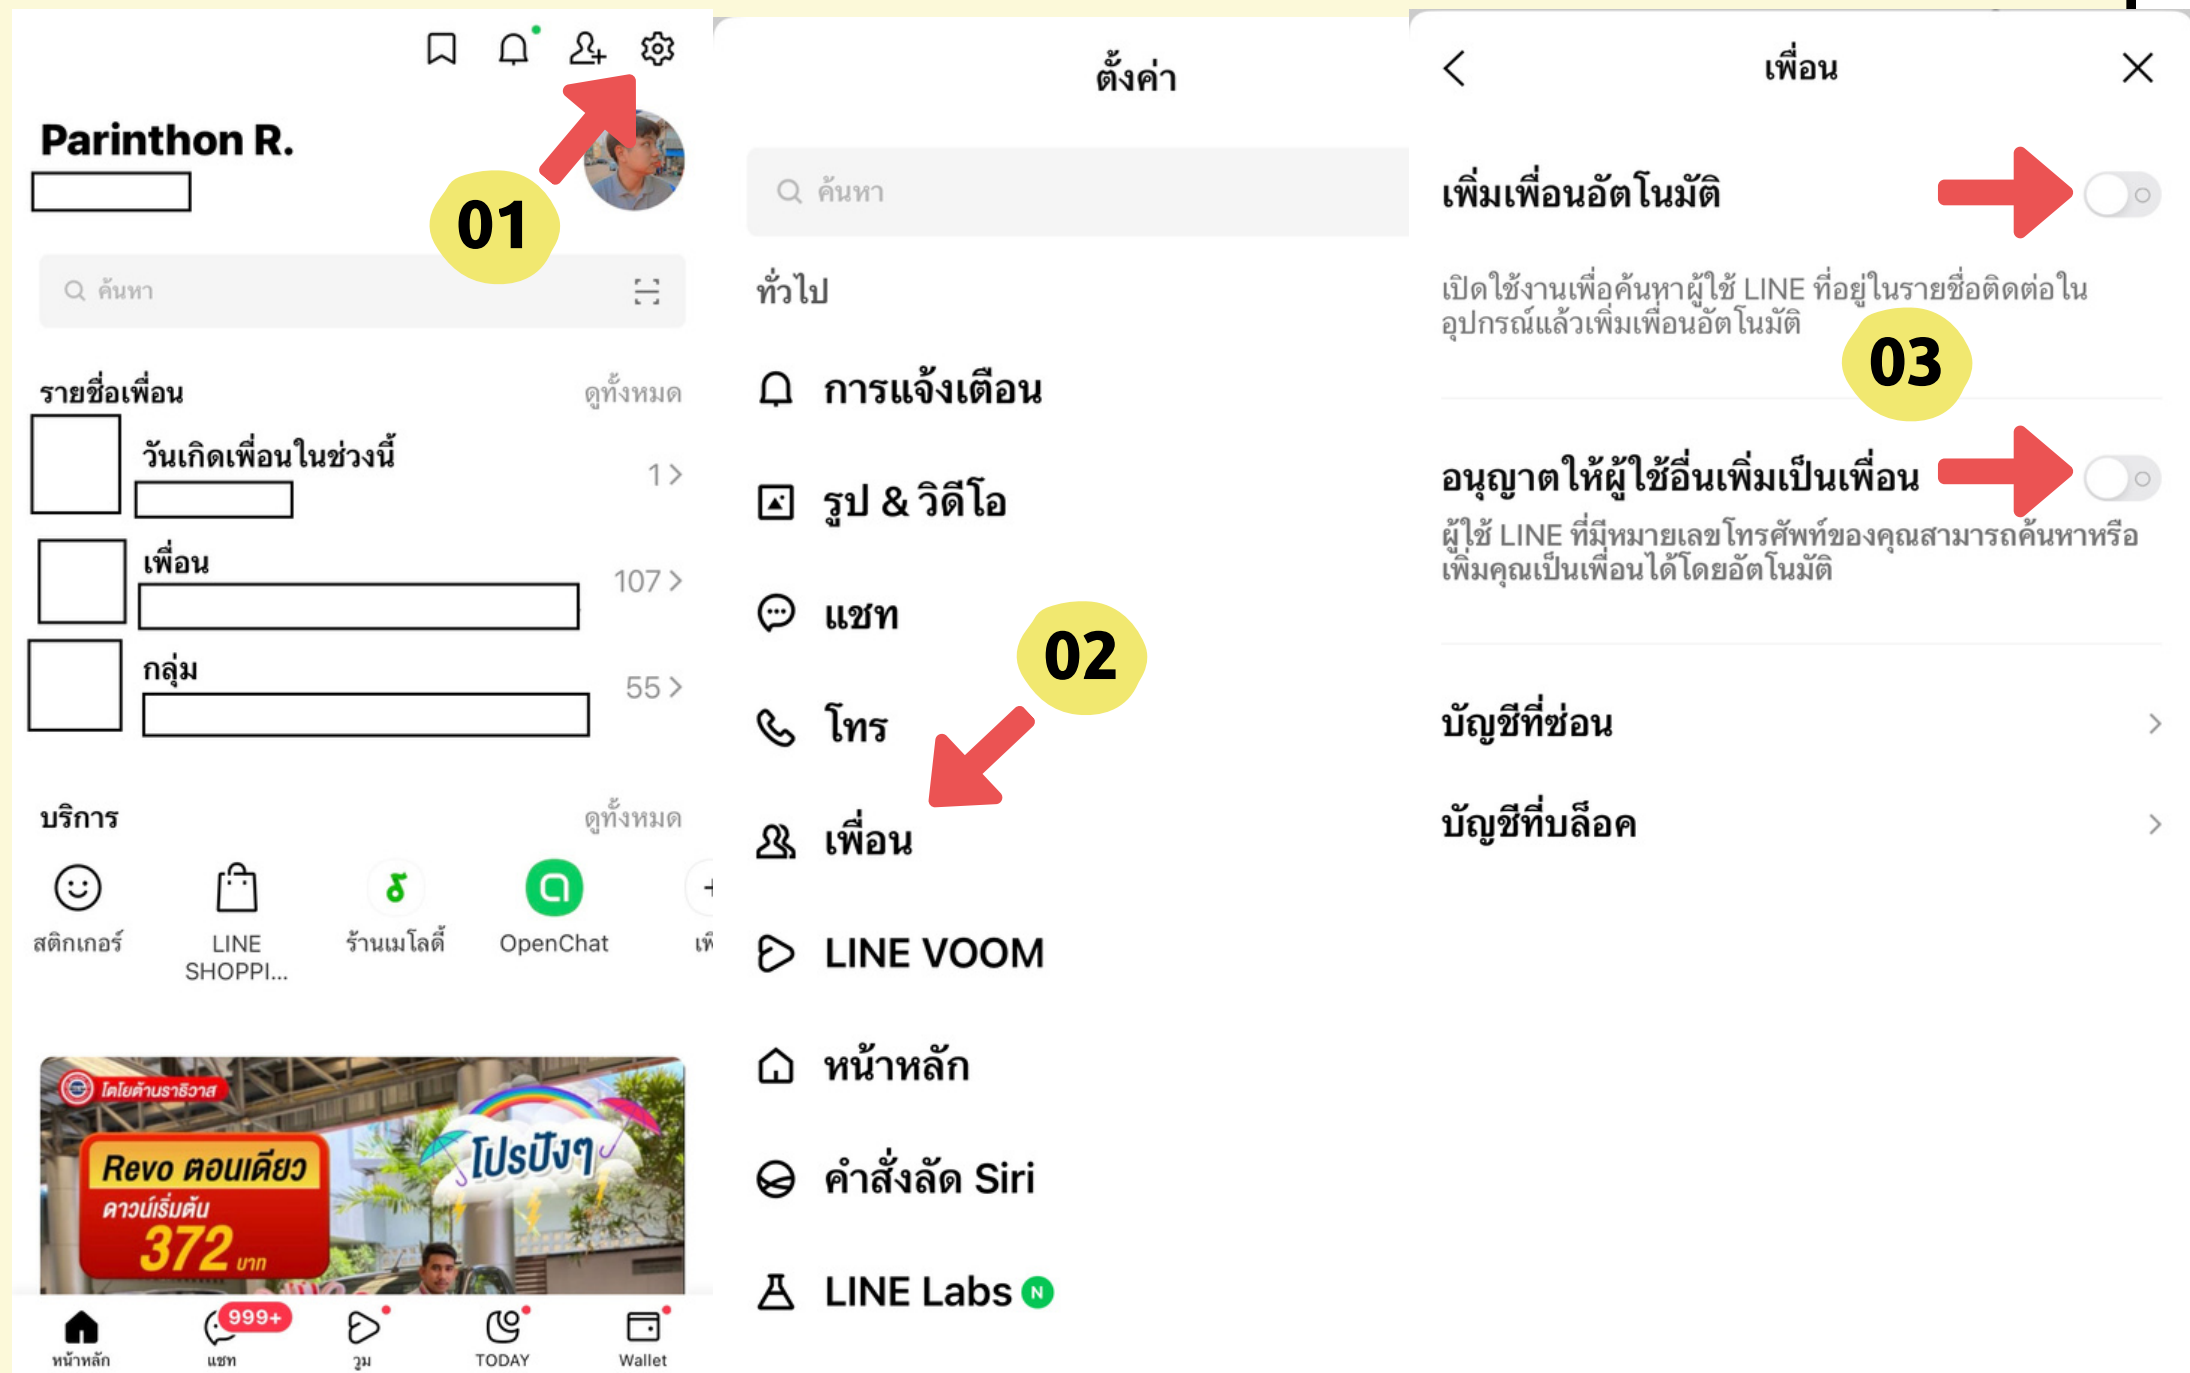 Parinthon R.
01
ค้นหา
รายชื่อเพื่อน
ดูทั้งหมด
วันเกิดเพื่อนในช่วงนี้
1
เพื่อน
107
กลุ่ม
55
บริการ
ดูทั้งหมด
สติกเกอร์
LINE SHOPPI...
ร้านเมโลดี้
OpenChat
เพิ่
โตโยต้านราธิวาส
Revo ตอนเดียว
ดาวน์เริ่มต้น
372 บาท
โปรปังๆ
หน้าหลัก
999+
แชท
วูม
TODAY
Wallet
ตั้งค่า
ค้นหา
ทั่วไป
การแจ้งเตือน
รูป & วิดีโอ
แชท
02
โทร
เพื่อน
LINE VOOM
หน้าหลัก
คำสั่งลัด Siri
LINE Labs N
เพื่อน
เพิ่มเพื่อนอัตโนมัติ
เปิดใช้งานเพื่อค้นหาผู้ใช้ LINE ที่อยู่ในรายชื่อติดต่อใน
อุปกรณ์แล้วเพิ่มเพื่อนอัตโนมัติ
03
อนุญาตให้ผู้ใช้อื่นเพิ่มเป็นเพื่อน
ผู้ใช้ LINE ที่มีหมายเลขโทรศัพท์ของคุณสามารถค้นหาหรือ
เพิ่มคุณเป็นเพื่อนได้โดยอัตโนมัติ
บัญชีที่ซ่อน
บัญชีที่บล็อค